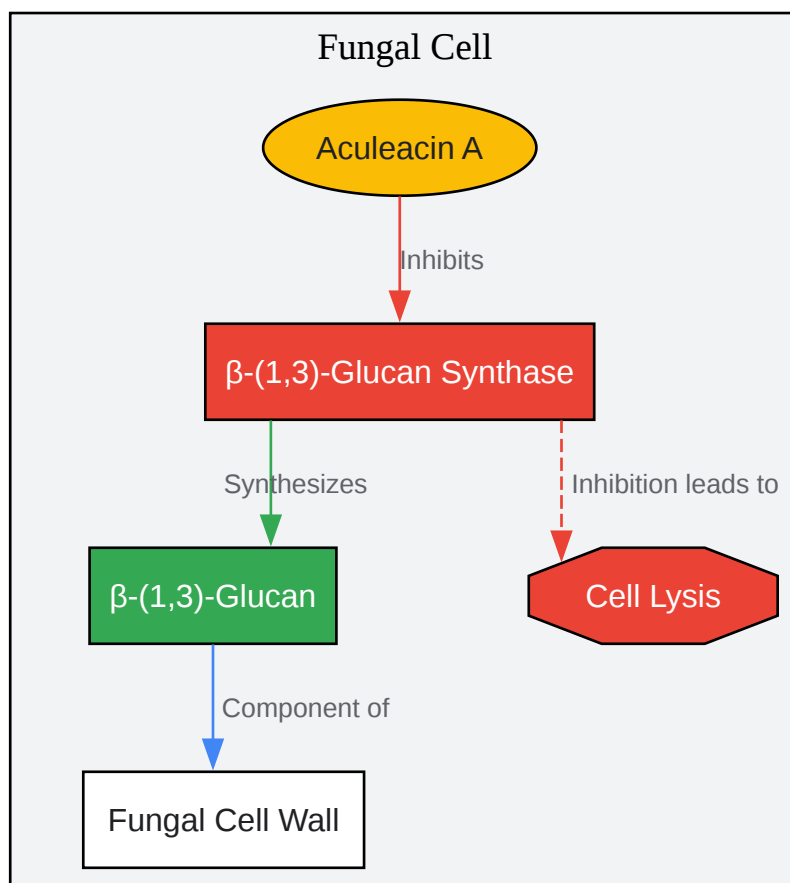 Fungal Cell
Aculeacin A
Inhibits
β-(1,3)-Glucan Synthase
Synthesizes
Inhibition leads to
β-(1,3)-Glucan
Cell Lysis
Component of
Fungal Cell Wall